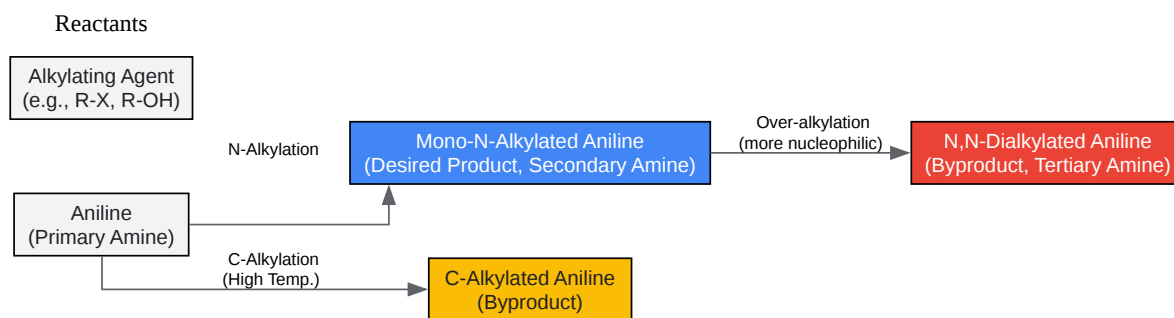 Reactants
Alkylating Agent
(e.g., R-X, R-OH)
N-Alkylation
Mono-N-Alkylated Aniline
(Desired Product, Secondary Amine)
Over-alkylation
(more nucleophilic)
N,N-Dialkylated Aniline
(Byproduct, Tertiary Amine)
Aniline
(Primary Amine)
C-Alkylation
(High Temp.)
C-Alkylated Aniline
(Byproduct)